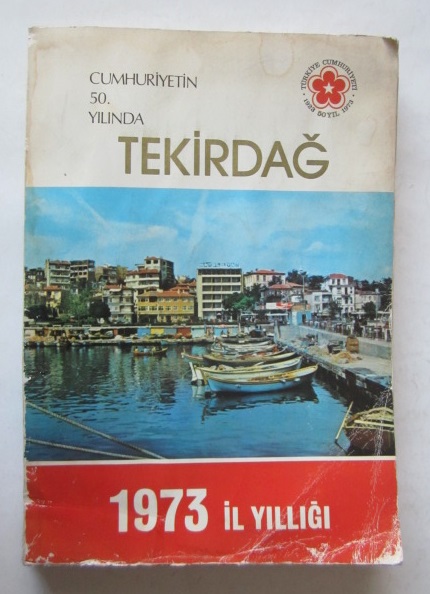 CUMHURİYETİN
50.
YILINDA
TÜRKİYE CUMHURİYETİ
1923 50 YIL 1973
TEKİRDAĞ
1973 İL YILLIĞI